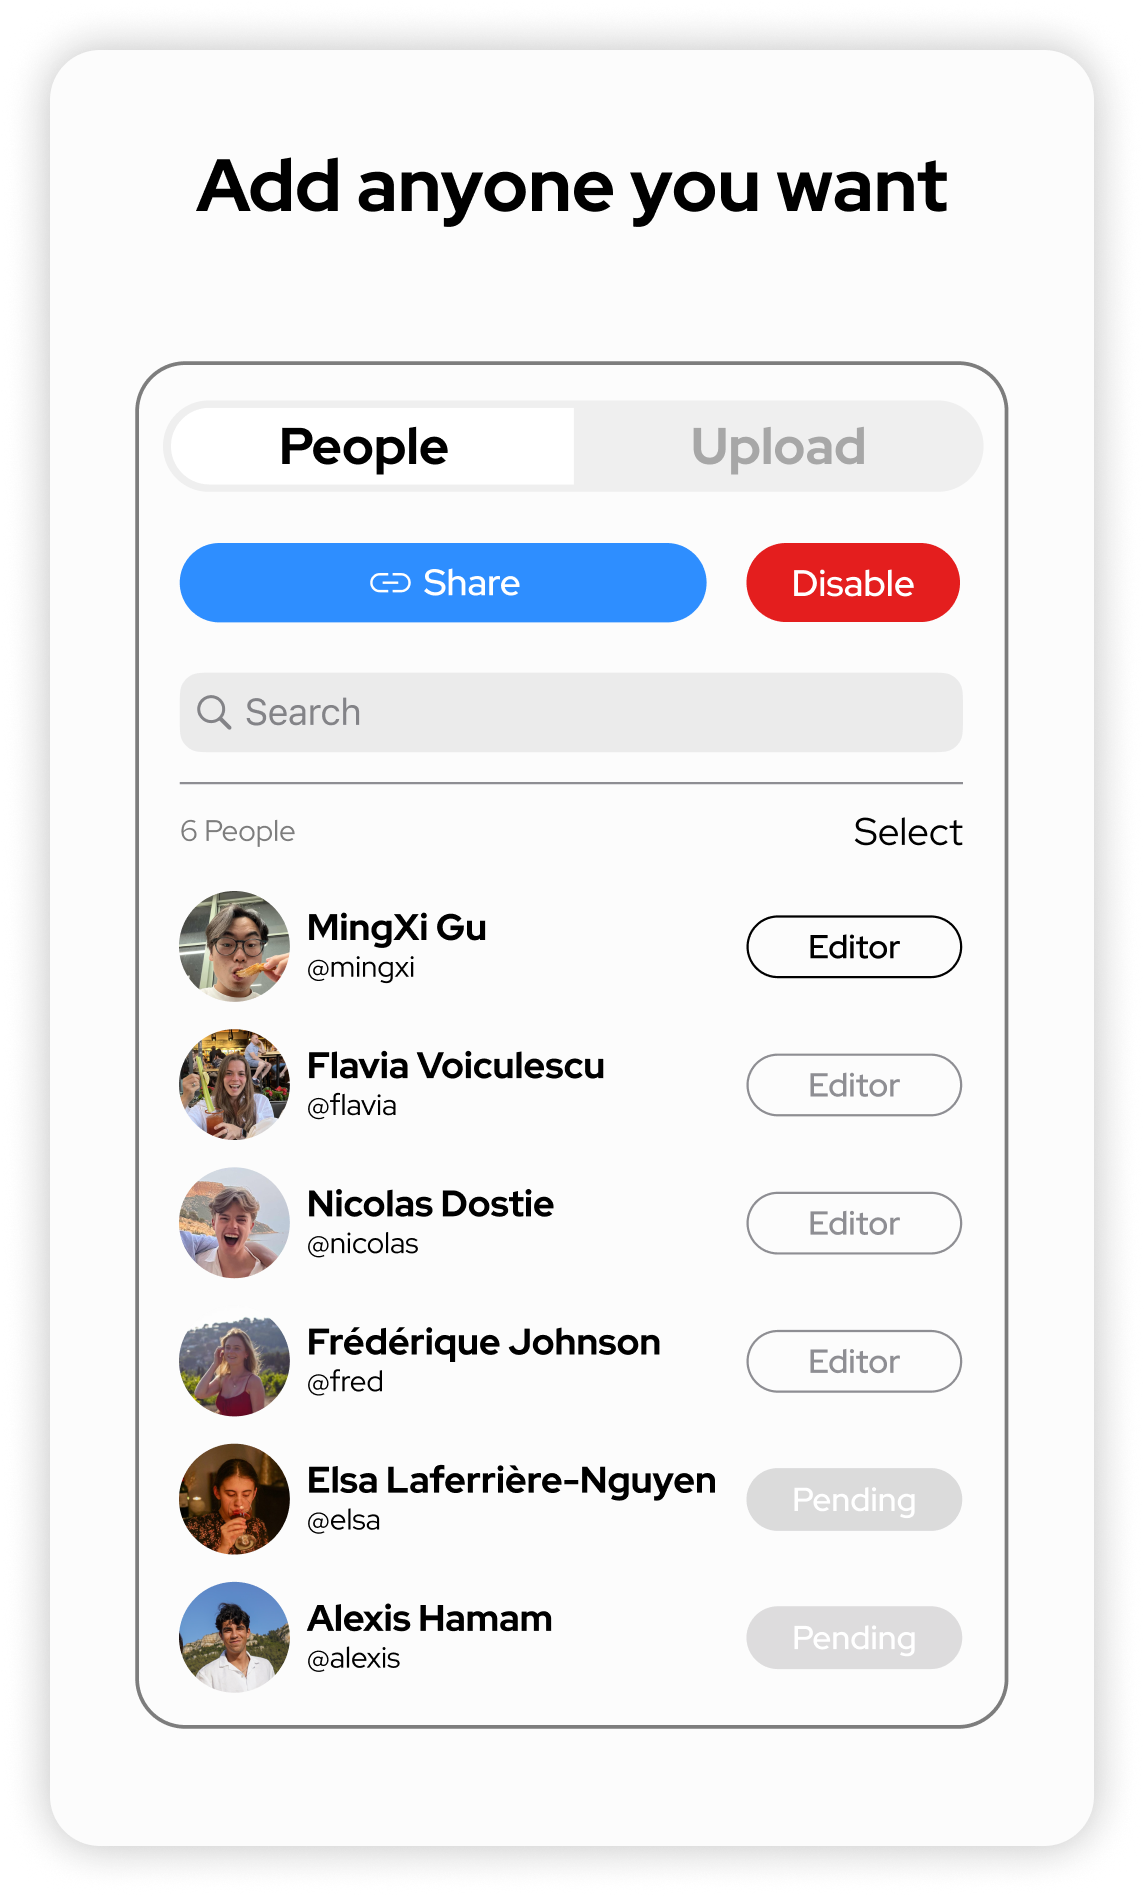 Add anyone you want
People Upload
Share Disable
Search
6 People Select
MingXi Gu
@mingxi
Editor
Flavia Voiculescu
@flavia
Editor
Nicolas Dostie
@nicolas
Editor
Frédérique Johnson
@fred
Editor
Elsa Laferrière-Nguyen
@elsa
Pending
Alexis Hamam
@alexis
Pending